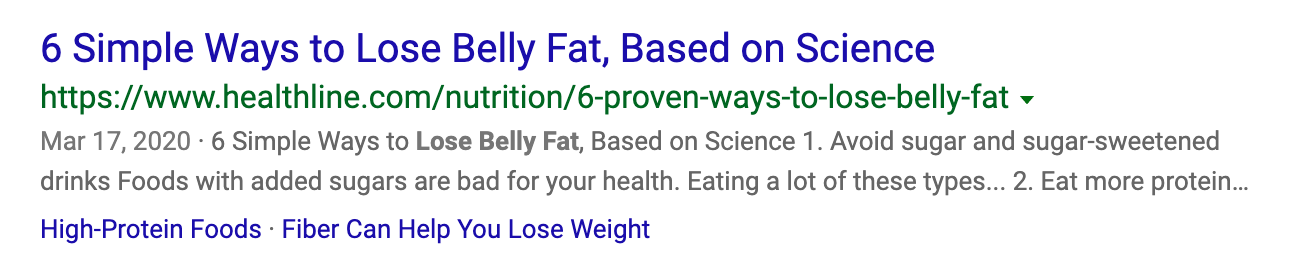 6 Simple Ways to Lose Belly Fat, Based on Science
https://www.healthline.com/nutrition/6-proven-ways-to-lose-belly-fat
Mar 17, 2020 · 6 Simple Ways to Lose Belly Fat, Based on Science 1. Avoid sugar and sugar-sweetened
drinks Foods with added sugars are bad for your health. Eating a lot of these types... 2. Eat more protein...
High-Protein Foods · Fiber Can Help You Lose Weight